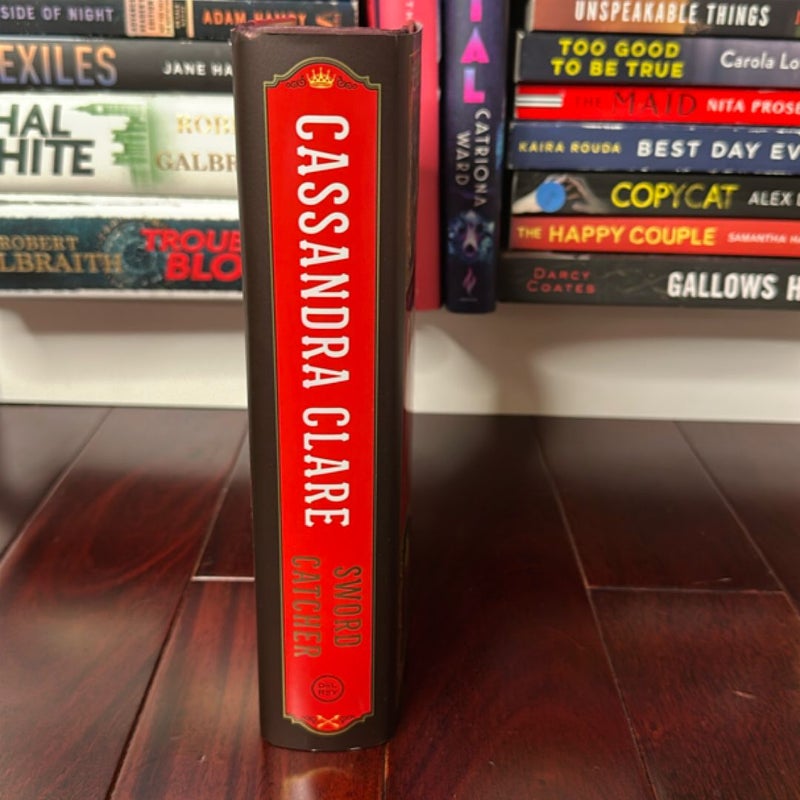 SIDE OF NIGHT
ADAM HAMDY
EXILES
JANE HA
HAL
HITE
ROB
GALBR
ROBERT
LBRAITH
TROUB
BLO
CASSANDRA CLARE
SWORD
CATCHER
DEL
REY
IAL
CATRIONA
WARD
UNSPEAKABLE THINGS
TOO GOOD
TO BE TRUE
Carola Lo
THE MAID
NITA PROSE
KAIRA ROUDA
BEST DAY EV
COPYCAT
ALEX
THE HAPPY COUPLE
SAMANTHA HA
DARCY
COATES
GALLOWS H